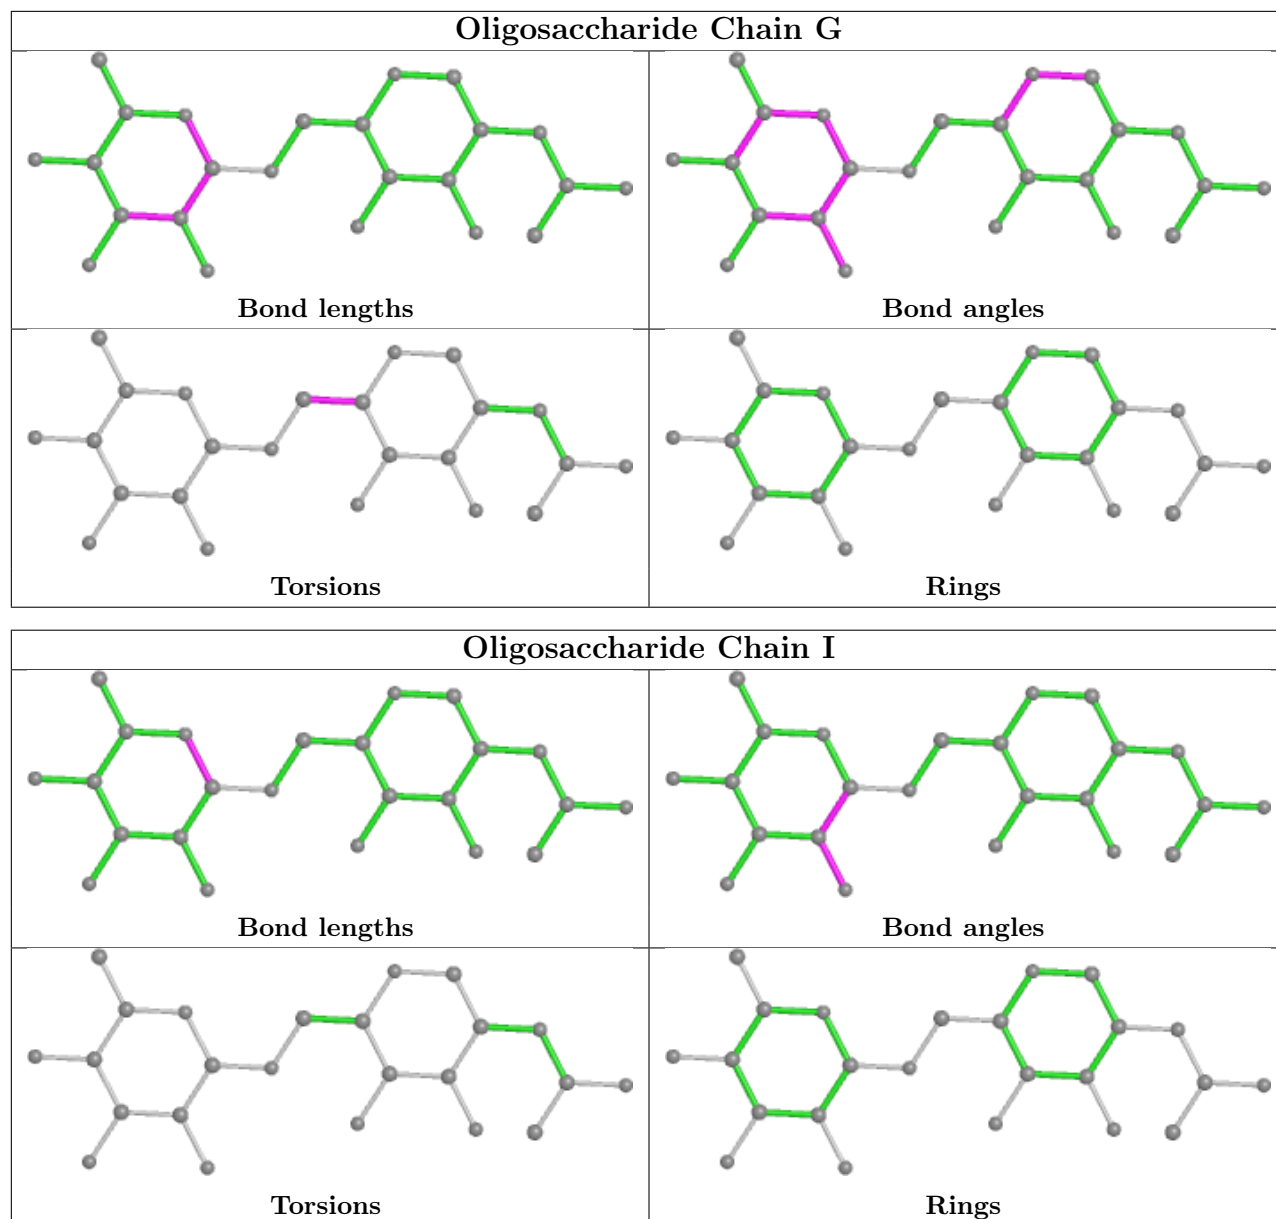 Oligosaccharide Chain G
Bond lengths
Bond angles
Torsions
Rings
Oligosaccharide Chain I
Bond lengths
Bond angles
Torsions
Rings